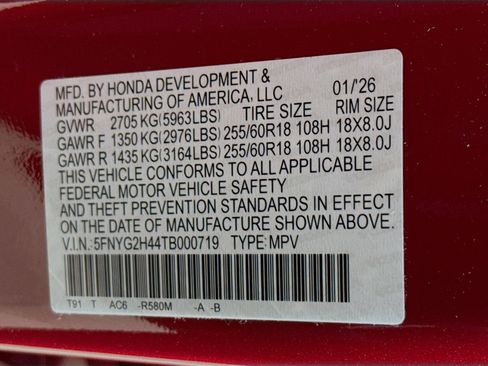 MFD. BY HONDA DEVELOPMENT &
MANUFACTURING OF AMERICA, LLC 01/'26
GVWR 2705 KG(5963LBS) TIRE SIZE RIM SIZE
GAWR F 1350 KG(2976LBS) 255/60R18 108H 18X8.0J
GAWR R 1435 KG(3164LBS) 255/60R18 108H 18X8.0J
THIS VEHICLE CONFORMS TO ALL APPLICABLE
FEDERAL MOTOR VEHICLE SAFETY
AND THEFT PREVENTION STANDARDS IN EFFECT
ON THE DATE OF MANUFACTURE SHOWN ABOVE.
V.I.N.: 5FNYG2H44TB000719 TYPE: MPV
T91 T AC6 -R580M -A -B